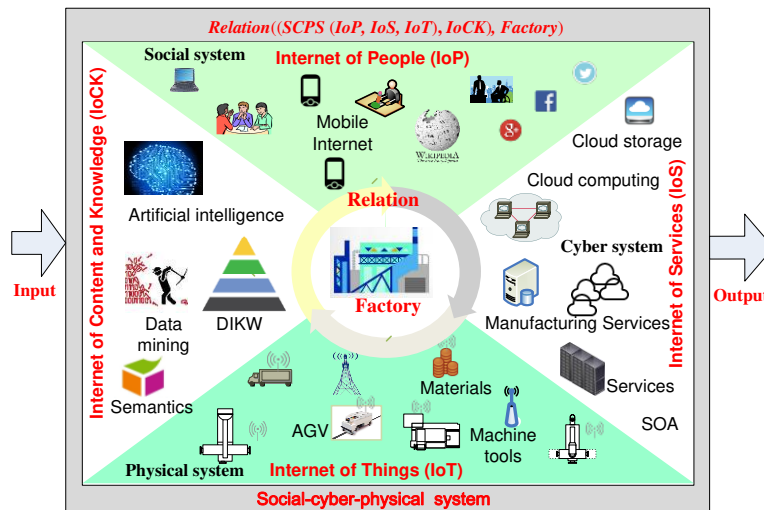 Relation((SCPS (IoP, IoS, IoT), IoCK), Factory)
Social system
Internet of People (IoP)
Mobile
Internet
WIKIPEDIA
Cloud storage
Internet of Content and Knowledge (IoCK)
Artificial intelligence
Relation
Cloud computing
Cyber system
Internet of Services (IoS)
Input
Factory
Output
Data
mining
DIKW
Manufacturing Services
Semantics
Materials
Services
AGV
Machine
tools
SOA
Physical system
Internet of Things (IoT)
Social-cyber-physical system